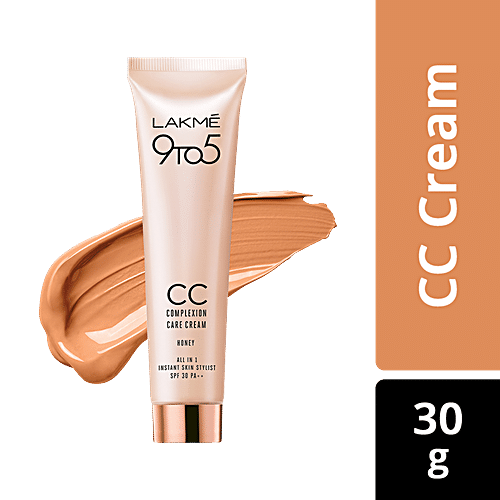 LAKMÉ
9TO5
CC
COMPLEXION
CARE CREAM
HONEY
ALL IN 1
INSTANT SKIN STYLIST
SPF 30 PA++
CC Cream
30
g